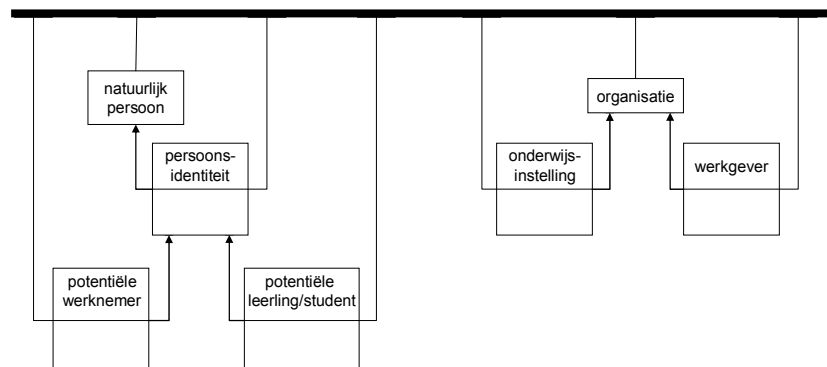 natuurlijk
persoon
organisatie
persoons-
identiteit
onderwijs-
instelling
werkgever
potentiële
werknemer
potentiële
leerling/student